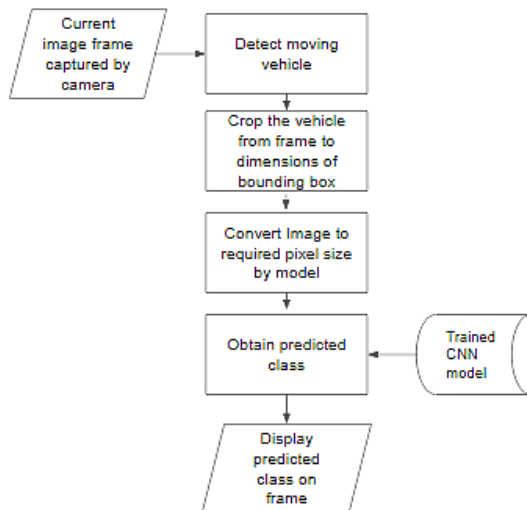 Current
image frame
captured by
camera
Detect moving
vehicle
Crop the vehicle
from frame to
dimensions of
bounding box
Convert Image to
required pixel size
by model
Obtain predicted
class
Trained
CNN
model
Display
predicted
class on
frame